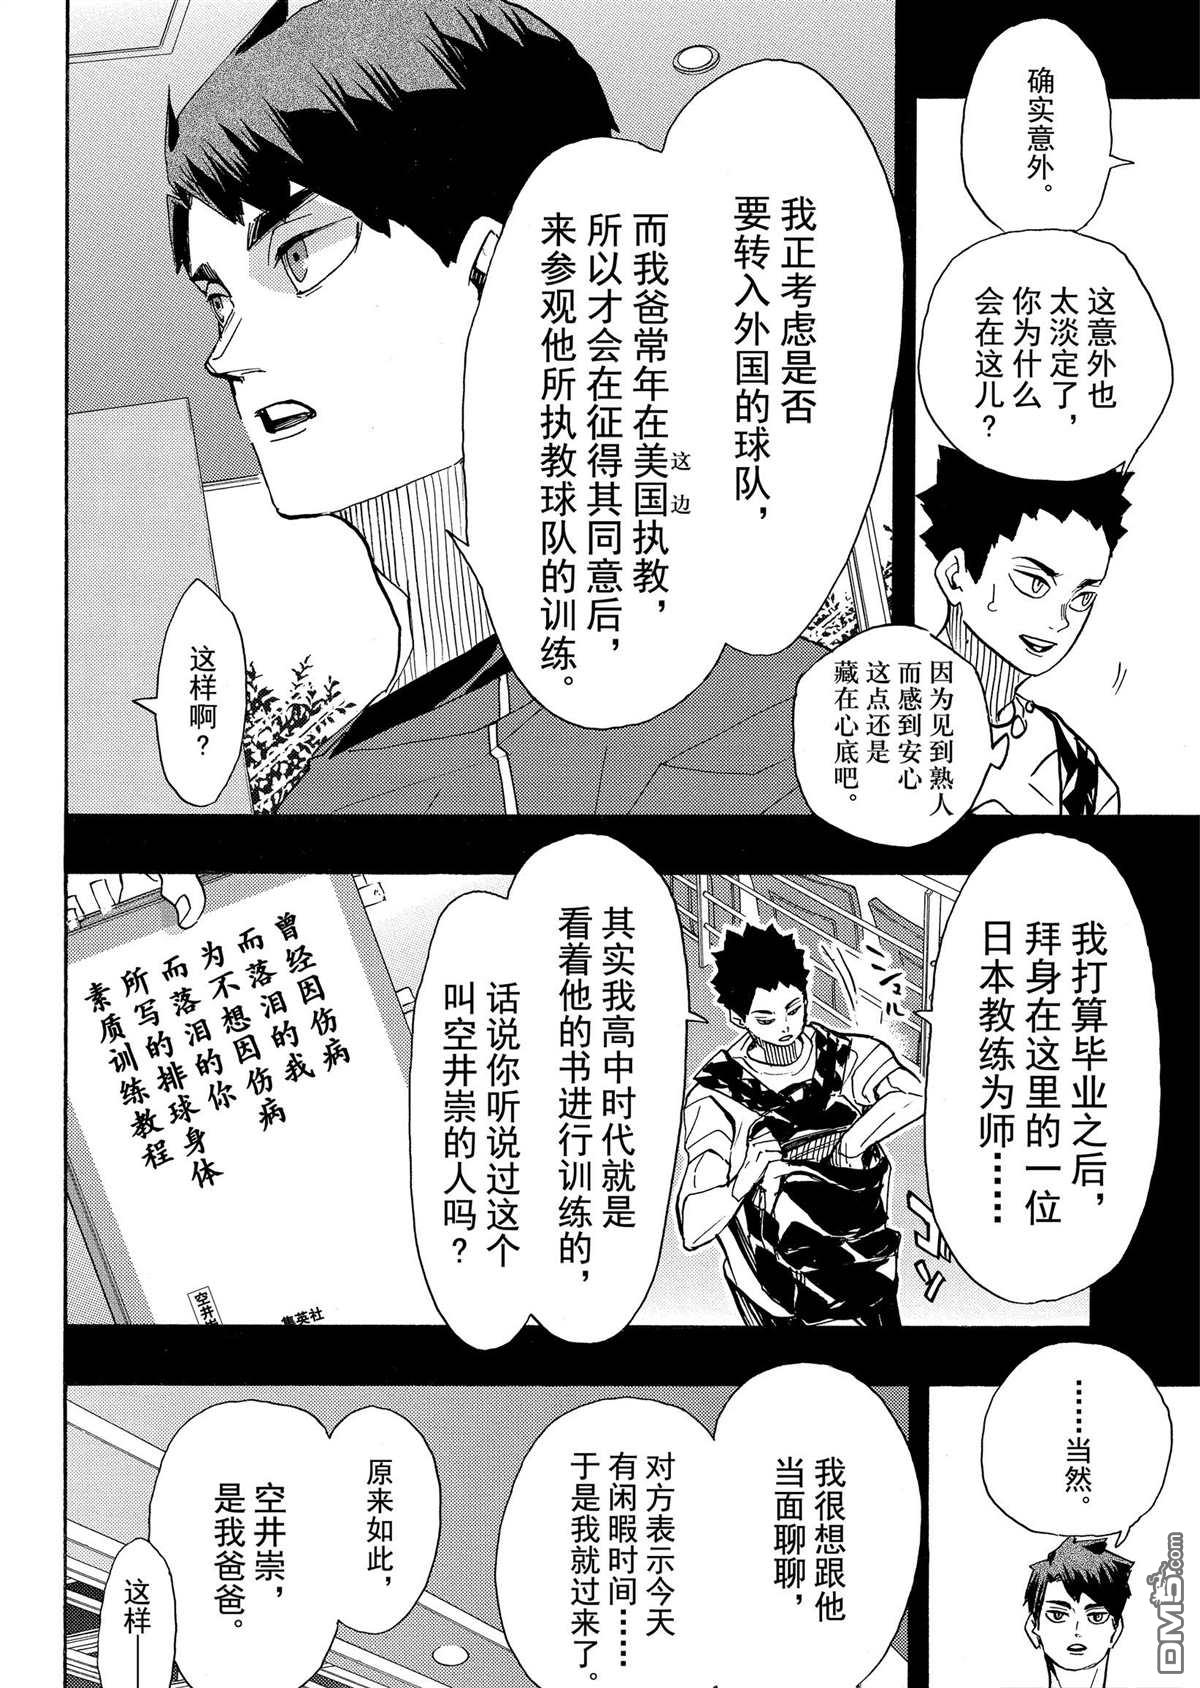 确实意外。
这意外也
太淡定了，
你为什么
会在这儿？
因为见到熟人
而感到安心
这点还是
藏在心底吧。
我正考虑是否
要转入外国的球队，
而我爸常年在美国执教，
这边
所以才会在征得其同意后，
来参观他所执教球队的训练。
这样啊？
我打算毕业之后，
拜身在这里的一位
日本教练为师……
其实我高中时代就是
看着他的书进行训练的，
话说你听说过这个
叫空井崇的人吗？
曾经因伤病
而落泪的我
为不想因伤病
而落泪的你
所写的排球身体
素质训练教程
空井
集英社
……当然。
我很想跟他
当面聊聊，
对方表示今天
有闲暇时间……
于是我就过来了。
原来如此，
空井崇，
是我爸爸。
这样——
DM5.COM